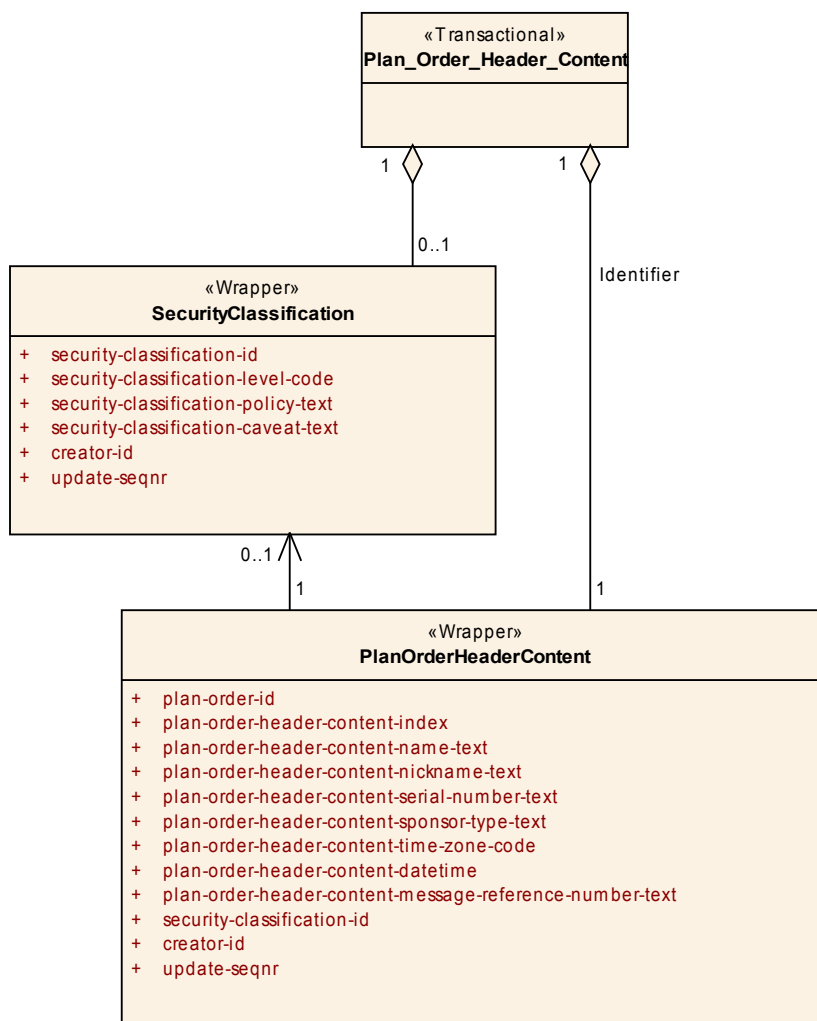 «Transactional»
Plan_Order_Header_Content
1
1
0..1
Identifier
«Wrapper»
SecurityClassification
+ security-classification-id
+ security-classification-level-code
+ security-classification-policy-text
+ security-classification-caveat-text
+ creator-id
+ update-seqnr
0..1
1
1
«Wrapper»
PlanOrderHeaderContent
+ plan-order-id
+ plan-order-header-content-index
+ plan-order-header-content-name-text
+ plan-order-header-content-nickname-text
+ plan-order-header-content-serial-number-text
+ plan-order-header-content-sponsor-type-text
+ plan-order-header-content-time-zone-code
+ plan-order-header-content-datetime
+ plan-order-header-content-message-reference-number-text
+ security-classification-id
+ creator-id
+ update-seqnr